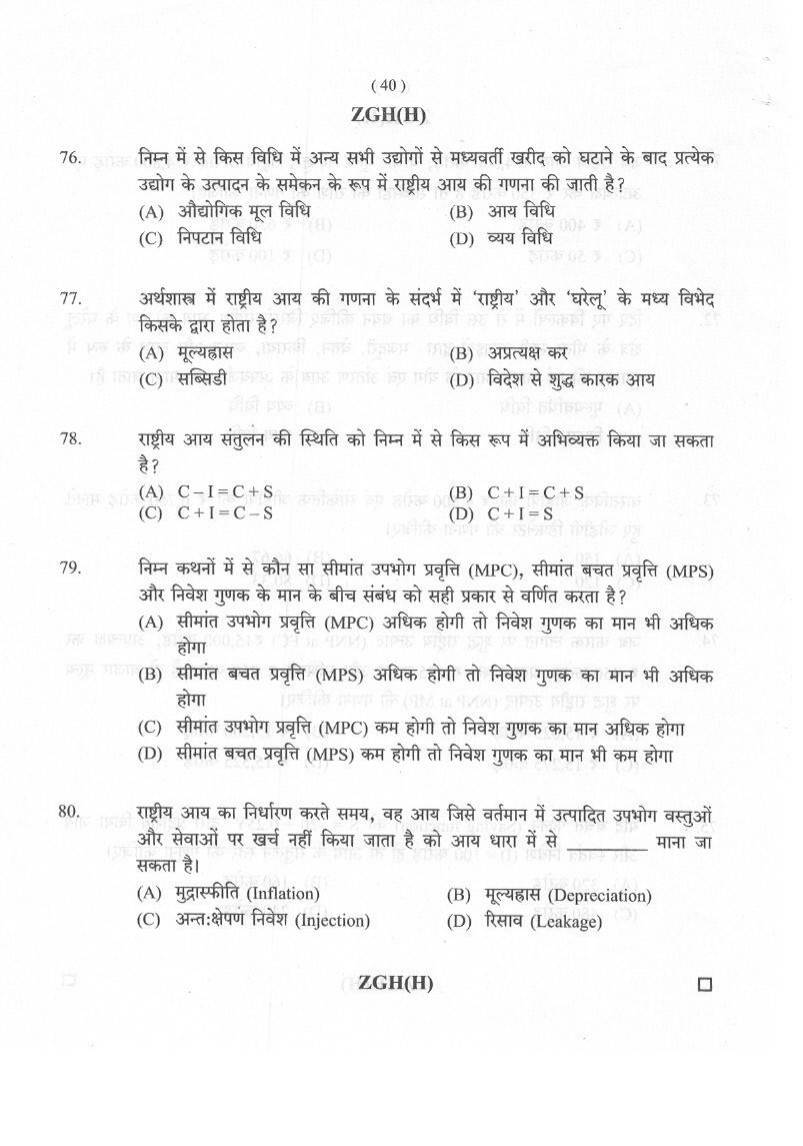 ( 40 )
ZGH(H)
76. निम्न में से किस विधि में अन्य सभी उद्योगों से मध्यवर्ती खरीद को घटाने के बाद प्रत्येक
उद्योग के उत्पादन के समेकन के रूप में राष्ट्रीय आय की गणना की जाती है?
(A) औद्योगिक मूल विधि (B) आय विधि
(C) निपटान विधि (D) व्यय विधि
77. अर्थशास्त्र में राष्ट्रीय आय की गणना के संदर्भ में ‘राष्ट्रीय’ और ‘घरेलू’ के मध्य विभेद
किसके द्वारा होता है?
(A) मूल्यह्रास (B) अप्रत्यक्ष कर
(C) सब्सिडी (D) विदेश से शुद्ध कारक आय
78. राष्ट्रीय आय संतुलन की स्थिति को निम्न में से किस रूप में अभिव्यक्त किया जा सकता
है?
(A) C – I = C + S (B) C + I = C + S
(C) C + I = C – S (D) C + I = S
79. निम्न कथनों में से कौन सा सीमांत उपभोग प्रवृत्ति (MPC), सीमांत बचत प्रवृत्ति (MPS)
और निवेश गुणक के मान के बीच संबंध को सही प्रकार से वर्णित करता है?
(A) सीमांत उपभोग प्रवृत्ति (MPC) अधिक होगी तो निवेश गुणक का मान भी अधिक
होगा
(B) सीमांत बचत प्रवृत्ति (MPS) अधिक होगी तो निवेश गुणक का मान भी अधिक
होगा
(C) सीमांत उपभोग प्रवृत्ति (MPC) कम होगी तो निवेश गुणक का मान अधिक होगा
(D) सीमांत बचत प्रवृत्ति (MPS) कम होगी तो निवेश गुणक का मान भी कम होगा
80. राष्ट्रीय आय का निर्धारण करते समय, वह आय जिसे वर्तमान में उत्पादित उपभोग वस्तुओं
और सेवाओं पर खर्च नहीं किया जाता है को आय धारा में से __________ माना जा
सकता है।
(A) मुद्रास्फीति (Inflation) (B) मूल्यह्रास (Depreciation)
(C) अन्त:क्षेपण निवेश (Injection) (D) रिसाव (Leakage)
ZGH(H)